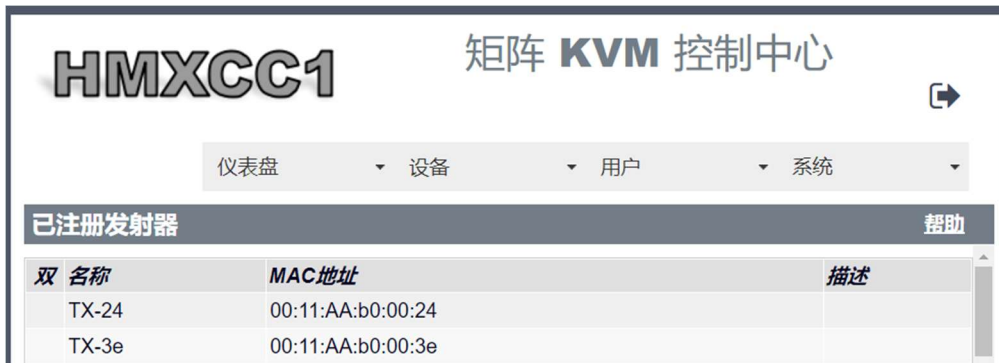 HMXCC1
矩阵 KVM 控制中心
仪表盘 设备 用户 系统
已注册发射器 帮助
双 名称 MAC地址 描述
TX-24 00:11:AA:b0:00:24
TX-3e 00:11:AA:b0:00:3e